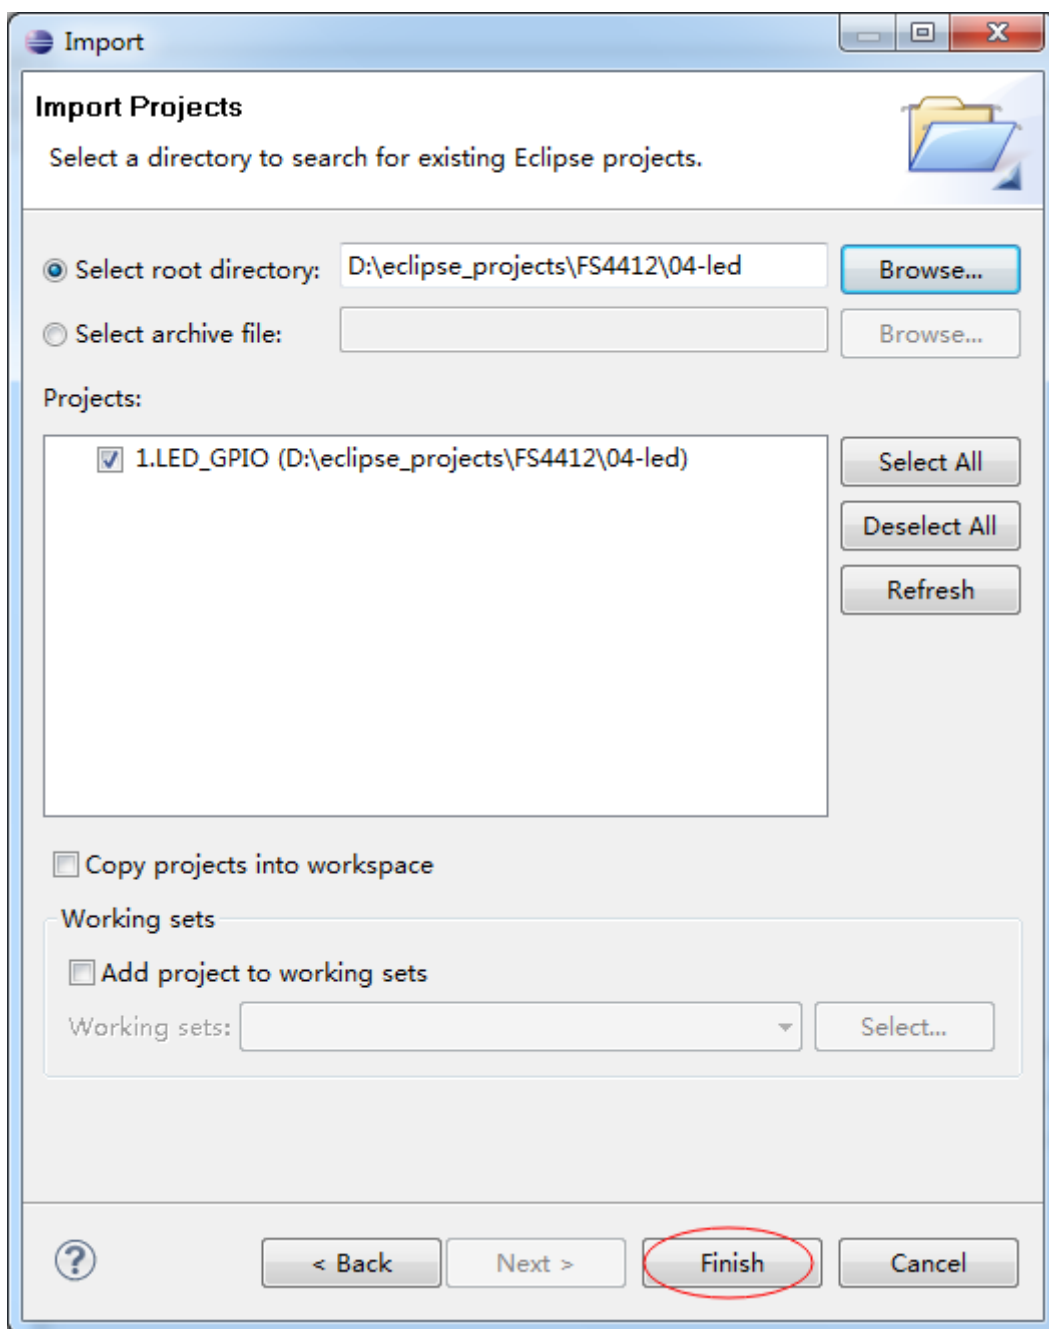 Import
Import Projects
Select a directory to search for existing Eclipse projects.
Select root directory: D:\eclipse_projects\FS4412\04-led Browse...
Select archive file: Browse...
Projects:
1.LED_GPIO (D:\eclipse_projects\FS4412\04-led) Select All
Deselect All
Refresh
Copy projects into workspace
Working sets
Add project to working sets
Working sets: Select...
? < Back Next > Finish Cancel